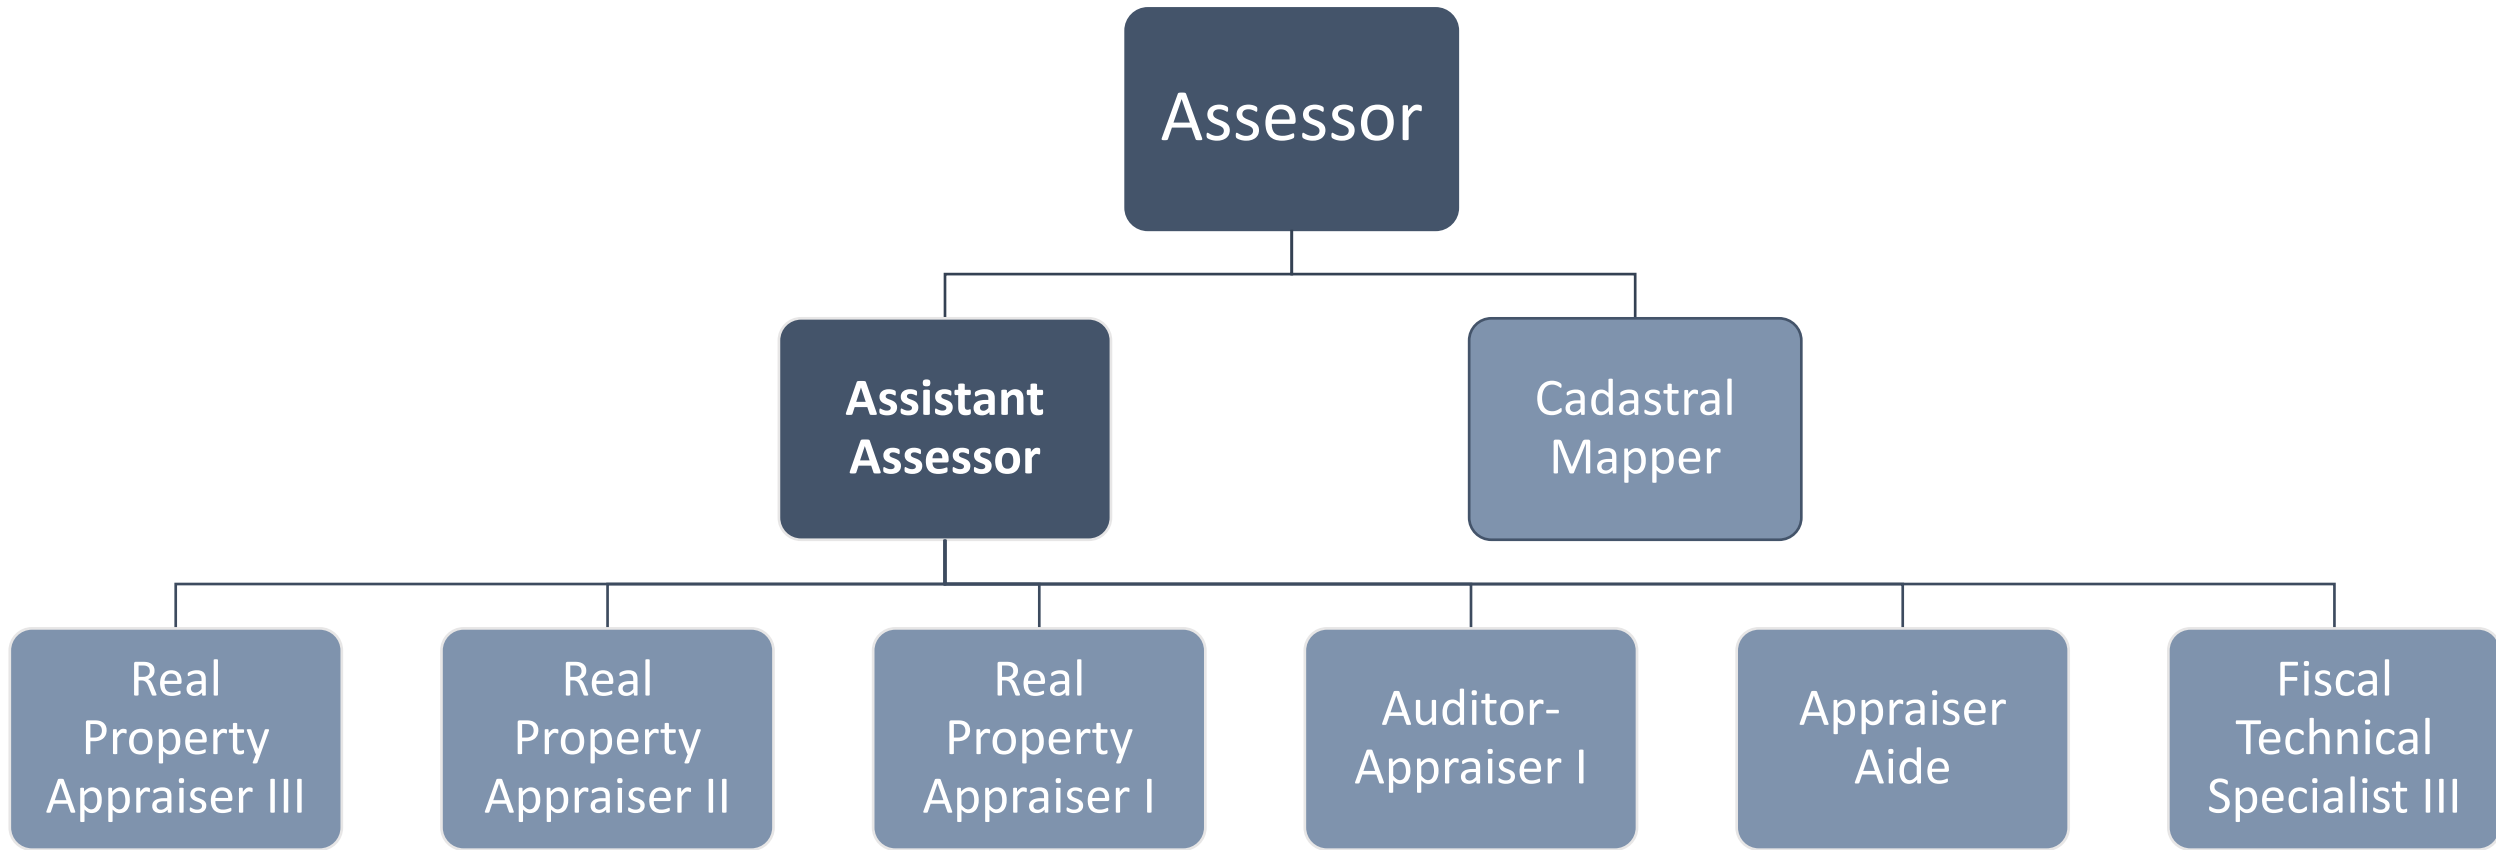 Assessor
Assistant
Assessor
Cadastral
Mapper
Real
Property
Appraiser III
Real
Property
Appraiser II
Real
Property
Appraiser I
Auditor-
Appraiser I
Appraiser
Aide
Fiscal
Technical
Specialist III